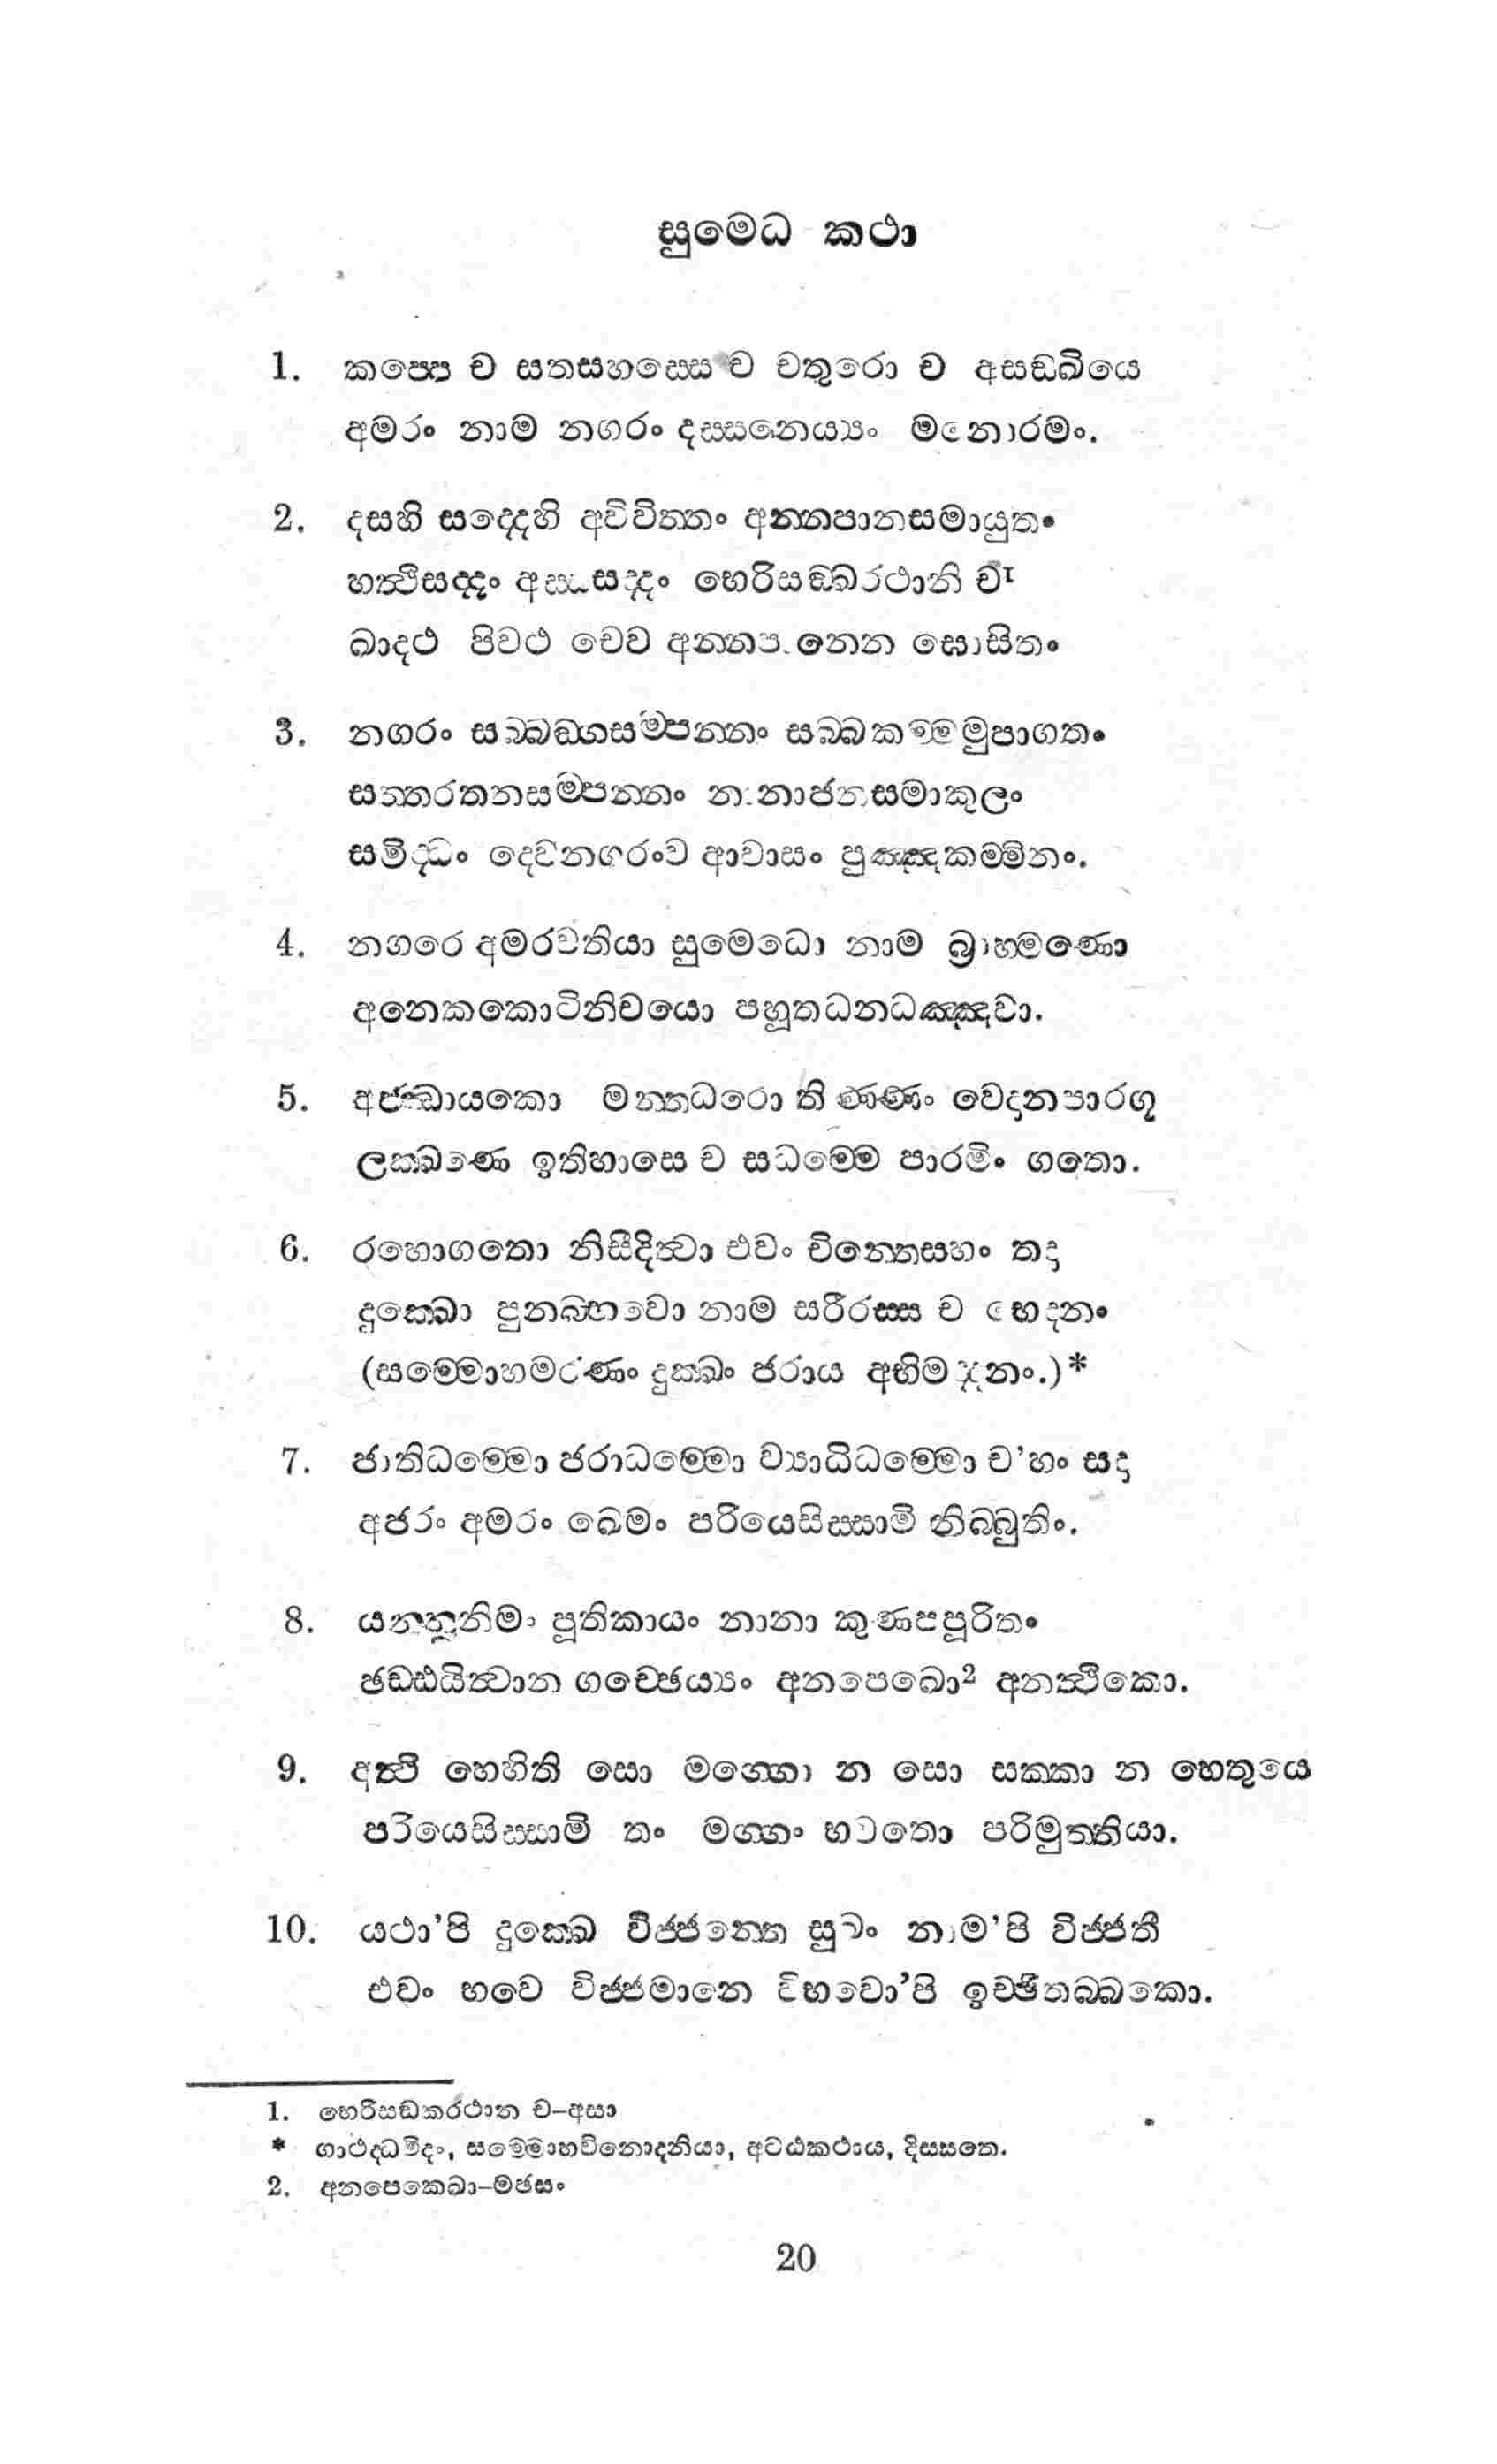 සුමෙධ කථා
1. කප්පෙ ච සතසහස්සෙ ච චතුරො ච අසඞ්ඛියෙ
අමරං නාම නගරං දස්සනෙය්‍යං මනොරමං.
2. දසහි සද්දෙහි අවිවිත්තං අන්නපානසමායුතං
හත්ථිසද්දං අස්සසද්දං භෙරිසඞ්ඛරථානි ච¹
ඛාදථ පිවථ චෙව අන්නපානෙන ඝොසිතං
3. නගරං සබ්බඞ්ගසම්පන්නං සබ්බකම්මමුපාගතං
සත්තරතනසම්පන්නං නානාජනසමාකුලං
සමිද්ධං දෙවනගරංව ආවාසං පුඤ්ඤකම්මිනං.
4. නගරෙ අමරවතියා සුමෙධො නාම බ්‍රාහ්මණො
අනෙකකොටිනිචයො පහූතධනධඤ්ඤවා.
5. අජ්ඣායකො මන්තධරො තිණ්ණං වෙදානපාරගූ
ලක්ඛණෙ ඉතිහාසෙ ච සධම්මෙ පාරමිං ගතො.
6. රහොගතො නිසීදිත්වා එවං චින්තෙසහං තදා
දුක්ඛො පුනබ්භවො නාම සරීරස්ස ච භෙදනං
(සම්මොහමරණං දුක්ඛං ජරාය අභිමද්දනං.)*
7. ජාතිධම්මො ජරාධම්මො ව්‍යාධිධම්මො ච’හං සදා
අජරං අමරං ඛෙමං පරියෙසිස්සාමි නිබ්බුතිං.
8. යන්නූනිමං පූතිකායං නානා කුණපපූරිතං
ඡඩ්ඪයිත්වාන ගච්ඡෙය්‍යං අනපෙඛො² අනත්ථිකො.
9. අත්ථි හෙහිති සො මග්ගො න සො සක්කා න හෙතුයෙ
පරියෙසිස්සාමි තං මග්ගං භවතො පරිමුත්තියා.
10. යථා’පි දුක්ඛෙ විජ්ජන්තෙ සුඛං නාම’පි විජ්ජතී
එවං භවෙ විජ්ජමානෙ විභවො’පි ඉච්ඡිතබ්බකො.
1. භෙරිසඞකරථාන ච–අසා
* ගාථද්ධමිදං, සම්මොහවිනොදනියා, අට්ඨකථාය, දිස්සතෙ.
2. අනපෙක්ඛො–මඡසං
20